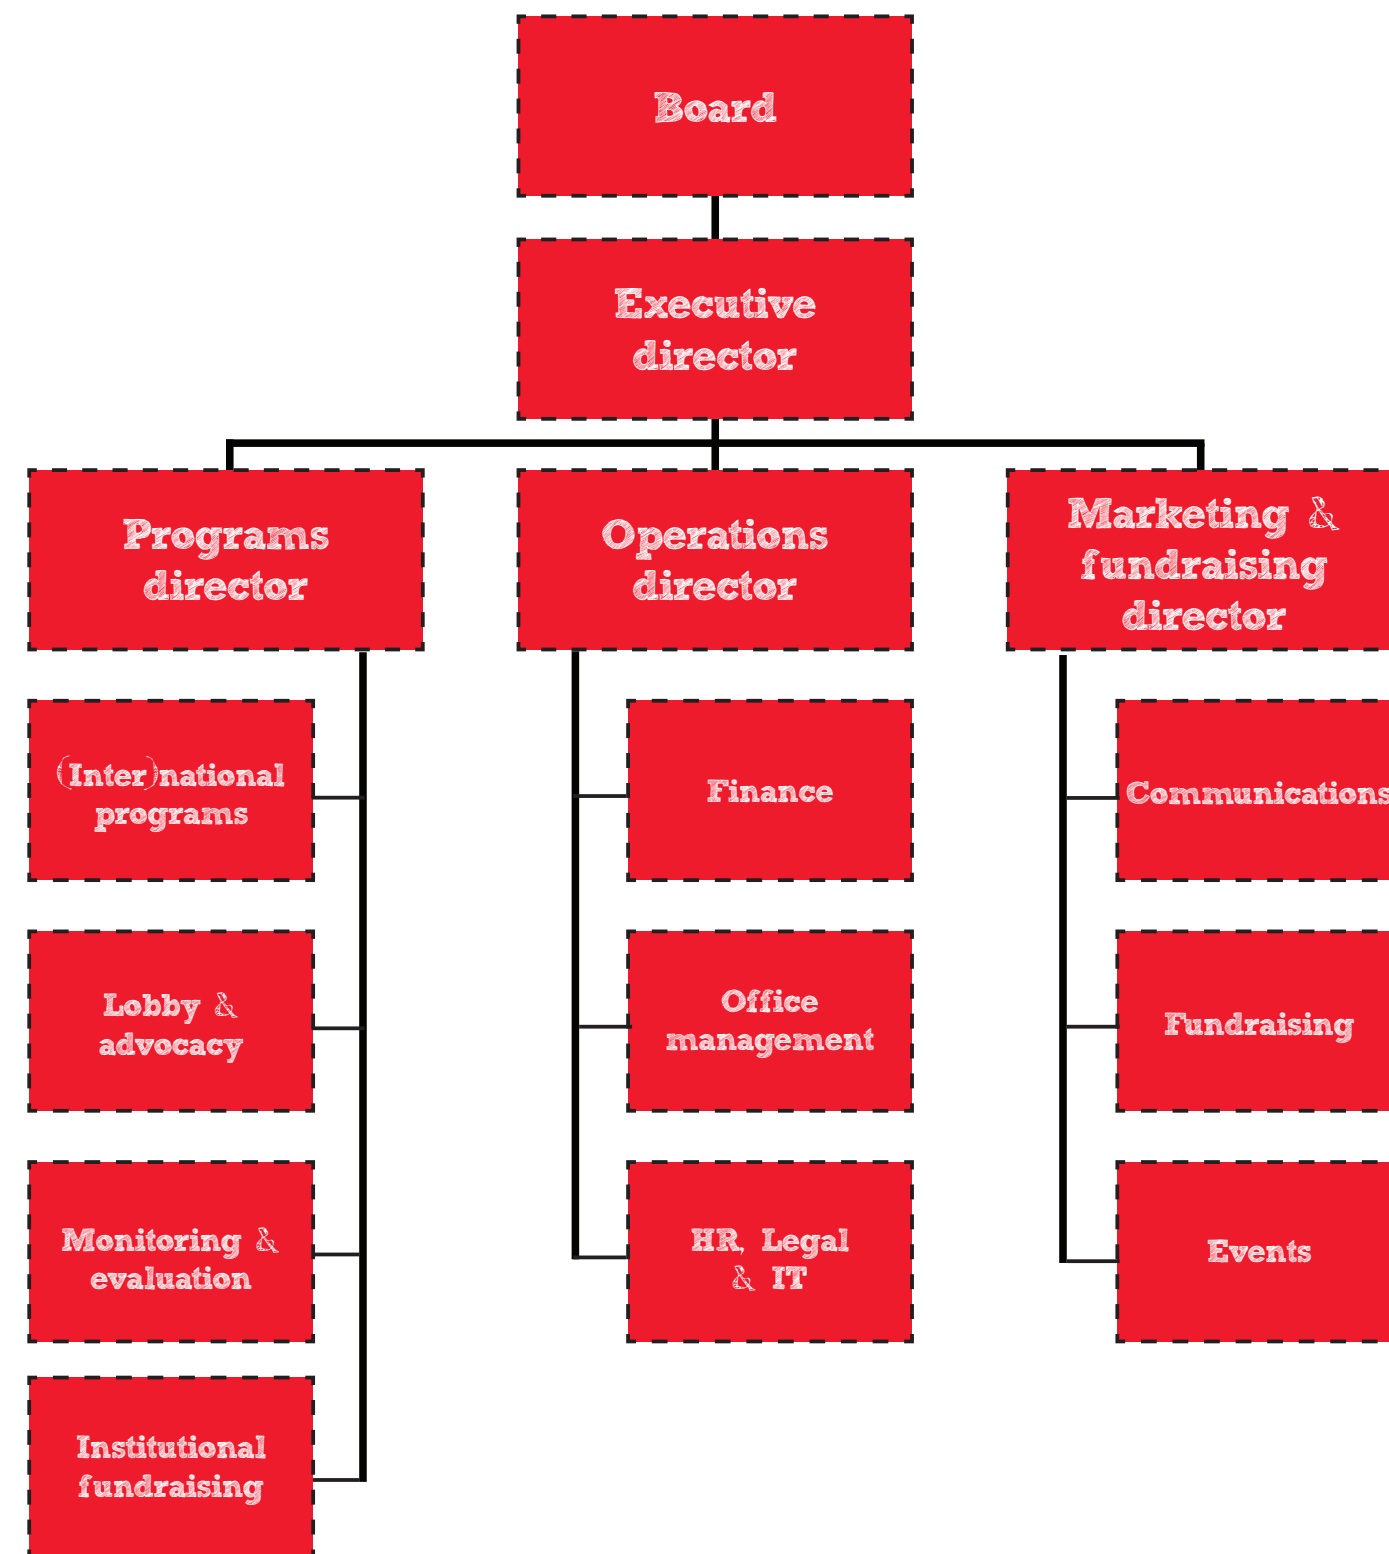 Board
Executive
director
Programs
director
Operations
director
Marketing &
fundraising
director
(Inter)national
programs
Finance
Communications
Lobby &
advocacy
Office
management
Fundraising
Monitoring &
evaluation
HR, Legal
& IT
Events
Institutional
fundraising